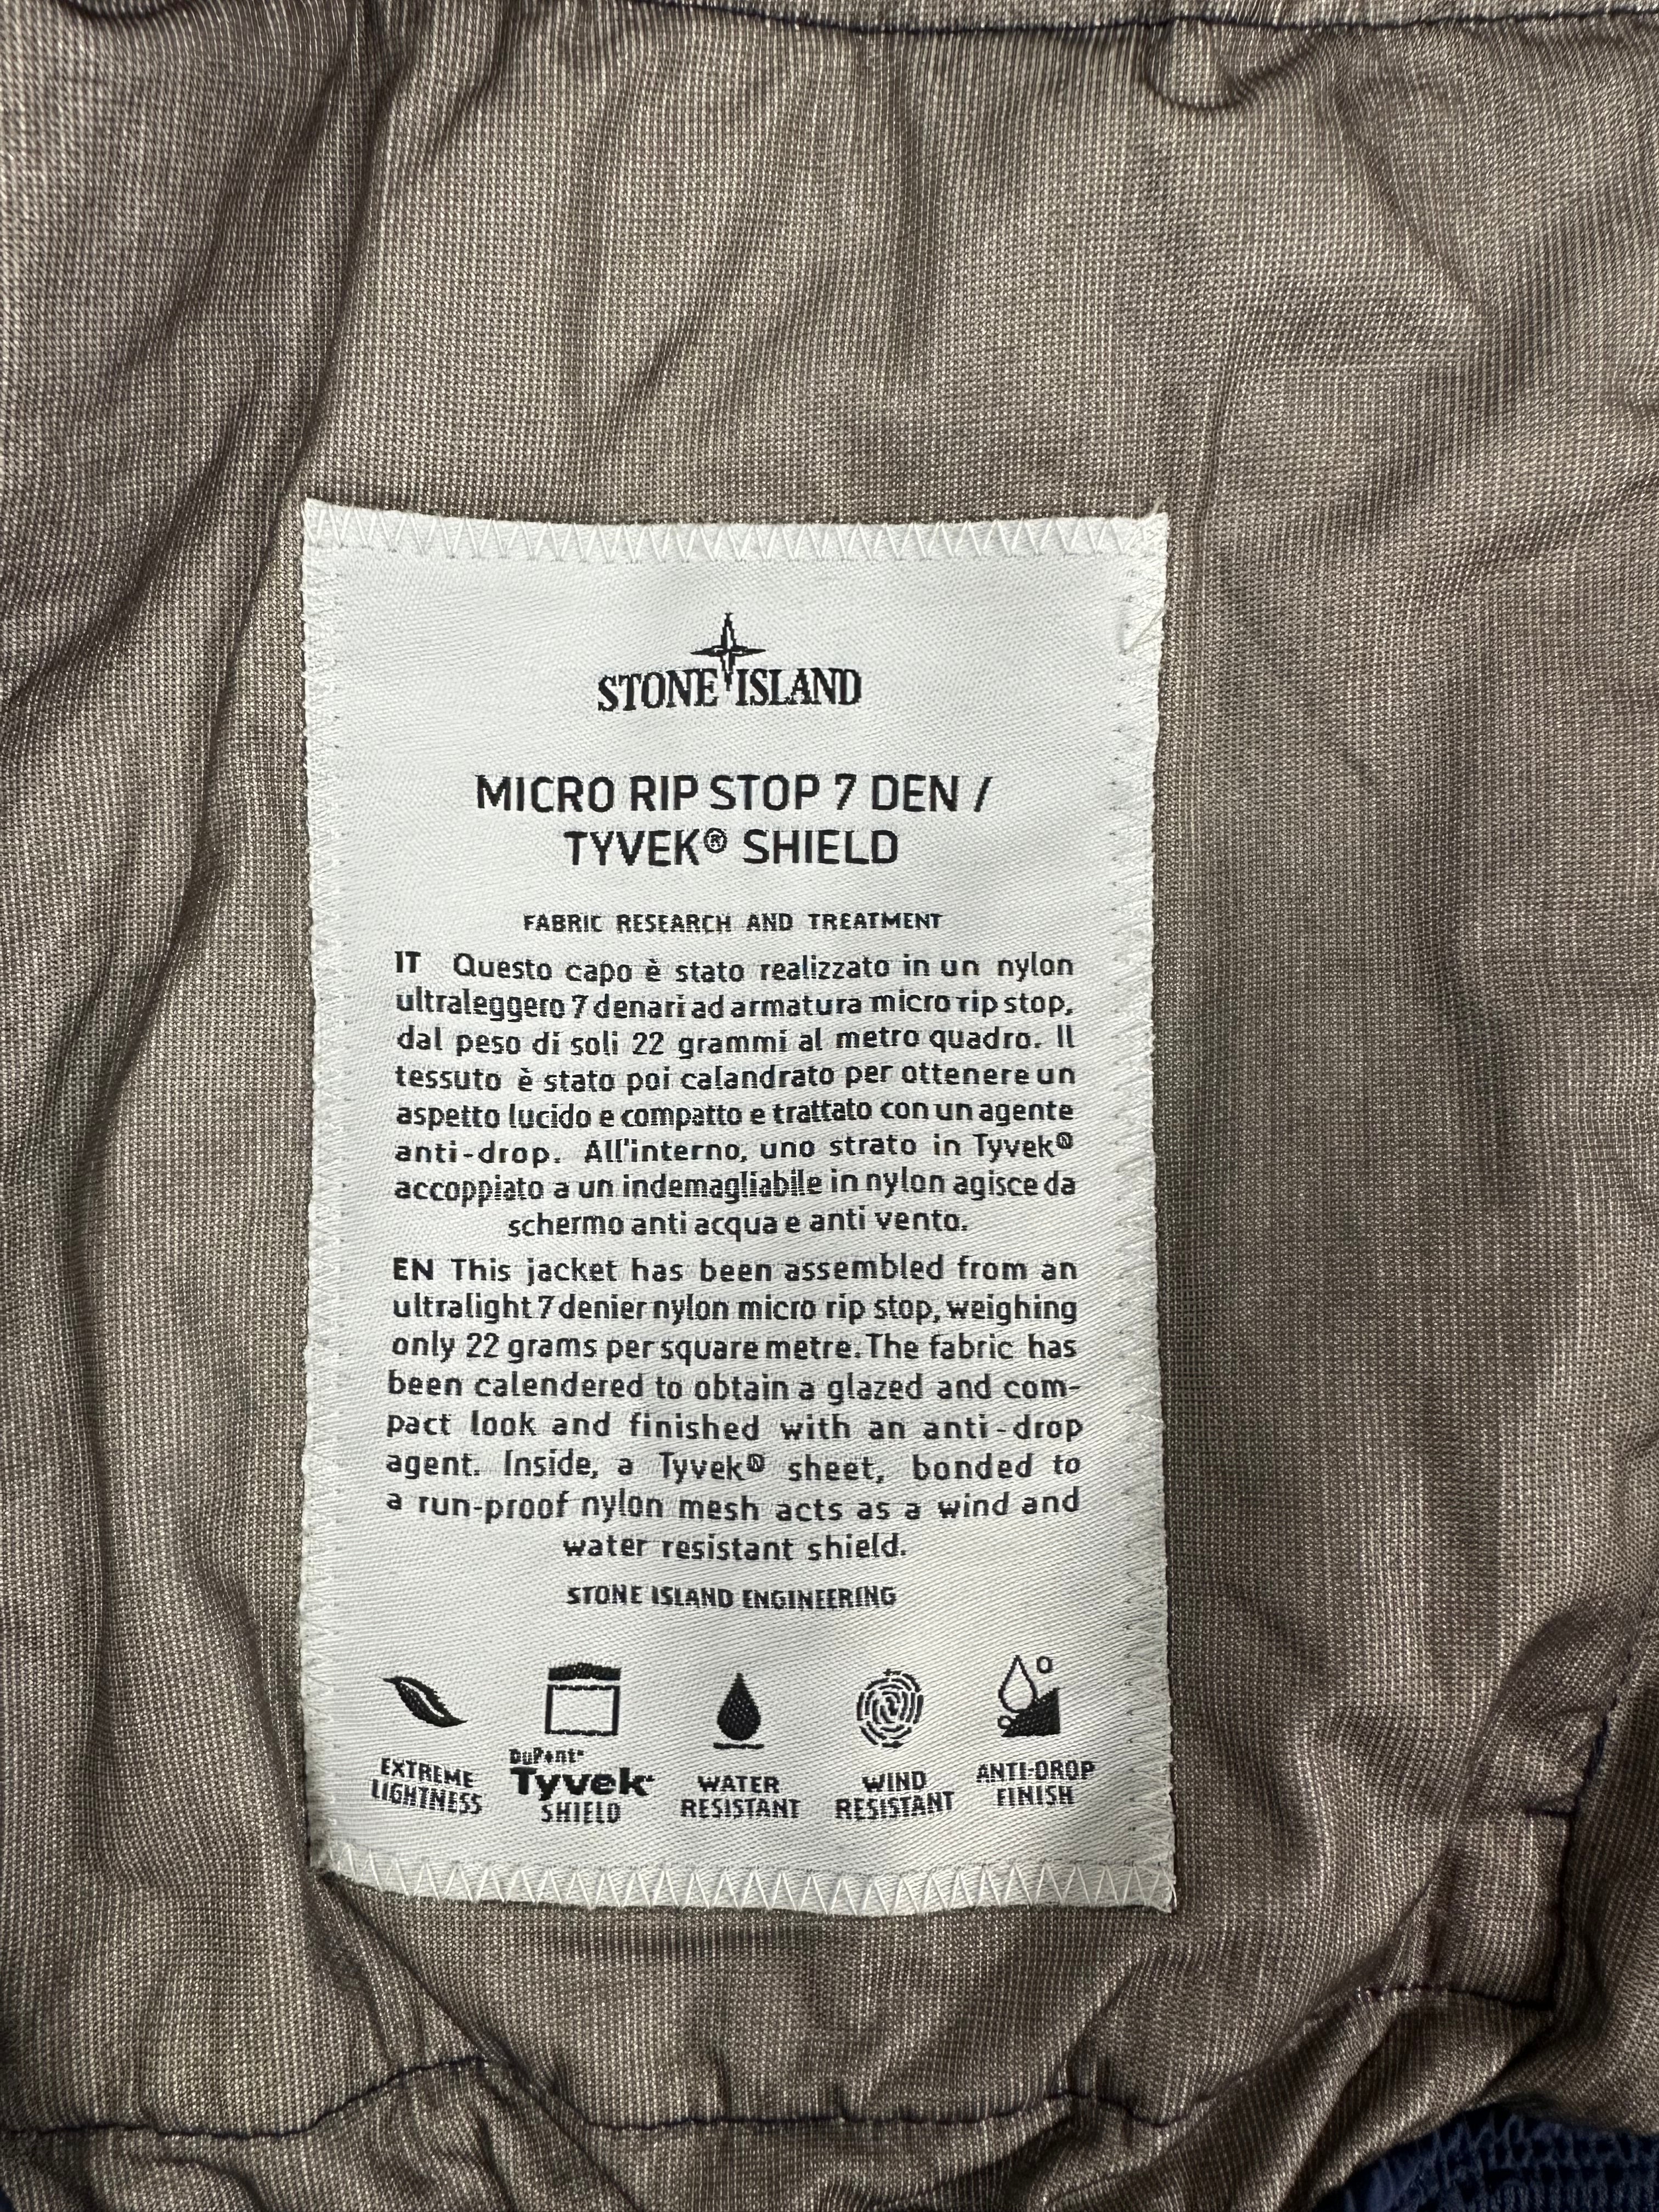 STONE ISLAND
MICRO RIP STOP 7 DEN /
TYVEK® SHIELD
FABRIC RESEARCH AND TREATMENT
IT Questo capo è stato realizzato in un nylon
ultraleggero 7 denari ad armatura micro rip stop,
dal peso di soli 22 grammi al metro quadro. Il
tessuto è stato poi calandrato per ottenere un
aspetto lucido e compatto e trattato con un agente
anti-drop. All'interno, uno strato in Tyvek®
accoppiato a un indemagliabile in nylon agisce da
schermo anti acqua e anti vento.
EN This jacket has been assembled from an
ultralight 7 denier nylon micro rip stop, weighing
only 22 grams per square metre. The fabric has
been calendered to obtain a glazed and com-
pact look and finished with an anti-drop
agent. Inside, a Tyvek® sheet, bonded to
a run-proof nylon mesh acts as a wind and
water resistant shield.
STONE ISLAND ENGINEERING
EXTREME
LIGHTNESS
DuPont™
Tyvek®
SHIELD
WATER
RESISTANT
WIND
RESISTANT
ANTI-DROP
FINISH